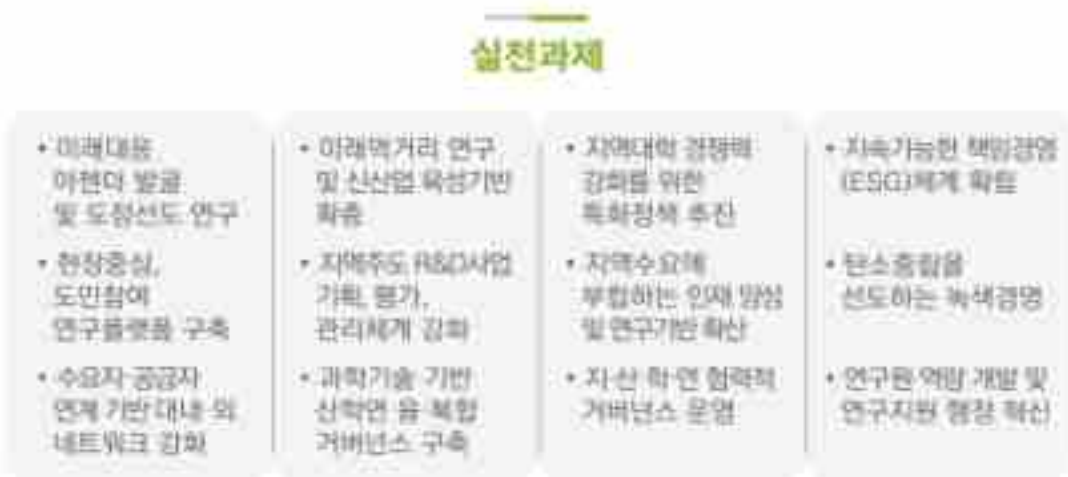 실천과제
• 미래대응
아젠더 발굴
및 도정선도 연구
• 현장중심,
도민참여
연구플랫폼 구축
• 수요자·공급자
연계 기반 대내·외
네트워크 강화
• 미래먹거리 연구
및 신산업 육성기반
확충
• 지역주도 R&D사업
기획, 평가,
관리체계 강화
• 과학기술 기반
산학연 융·복합
거버넌스 구축
• 지역대학 경쟁력
강화를 위한
특화정책 추진
• 지역수요에
부합하는 인재 양성
및 연구기반 확산
• 지·산·학·연 협력적
거버넌스 운영
• 지속가능한 책임경영
(ESG)체계 확립
• 탄소중립을
선도하는 녹색경영
• 연구원 역량 개발 및
연구지원 행정 혁신